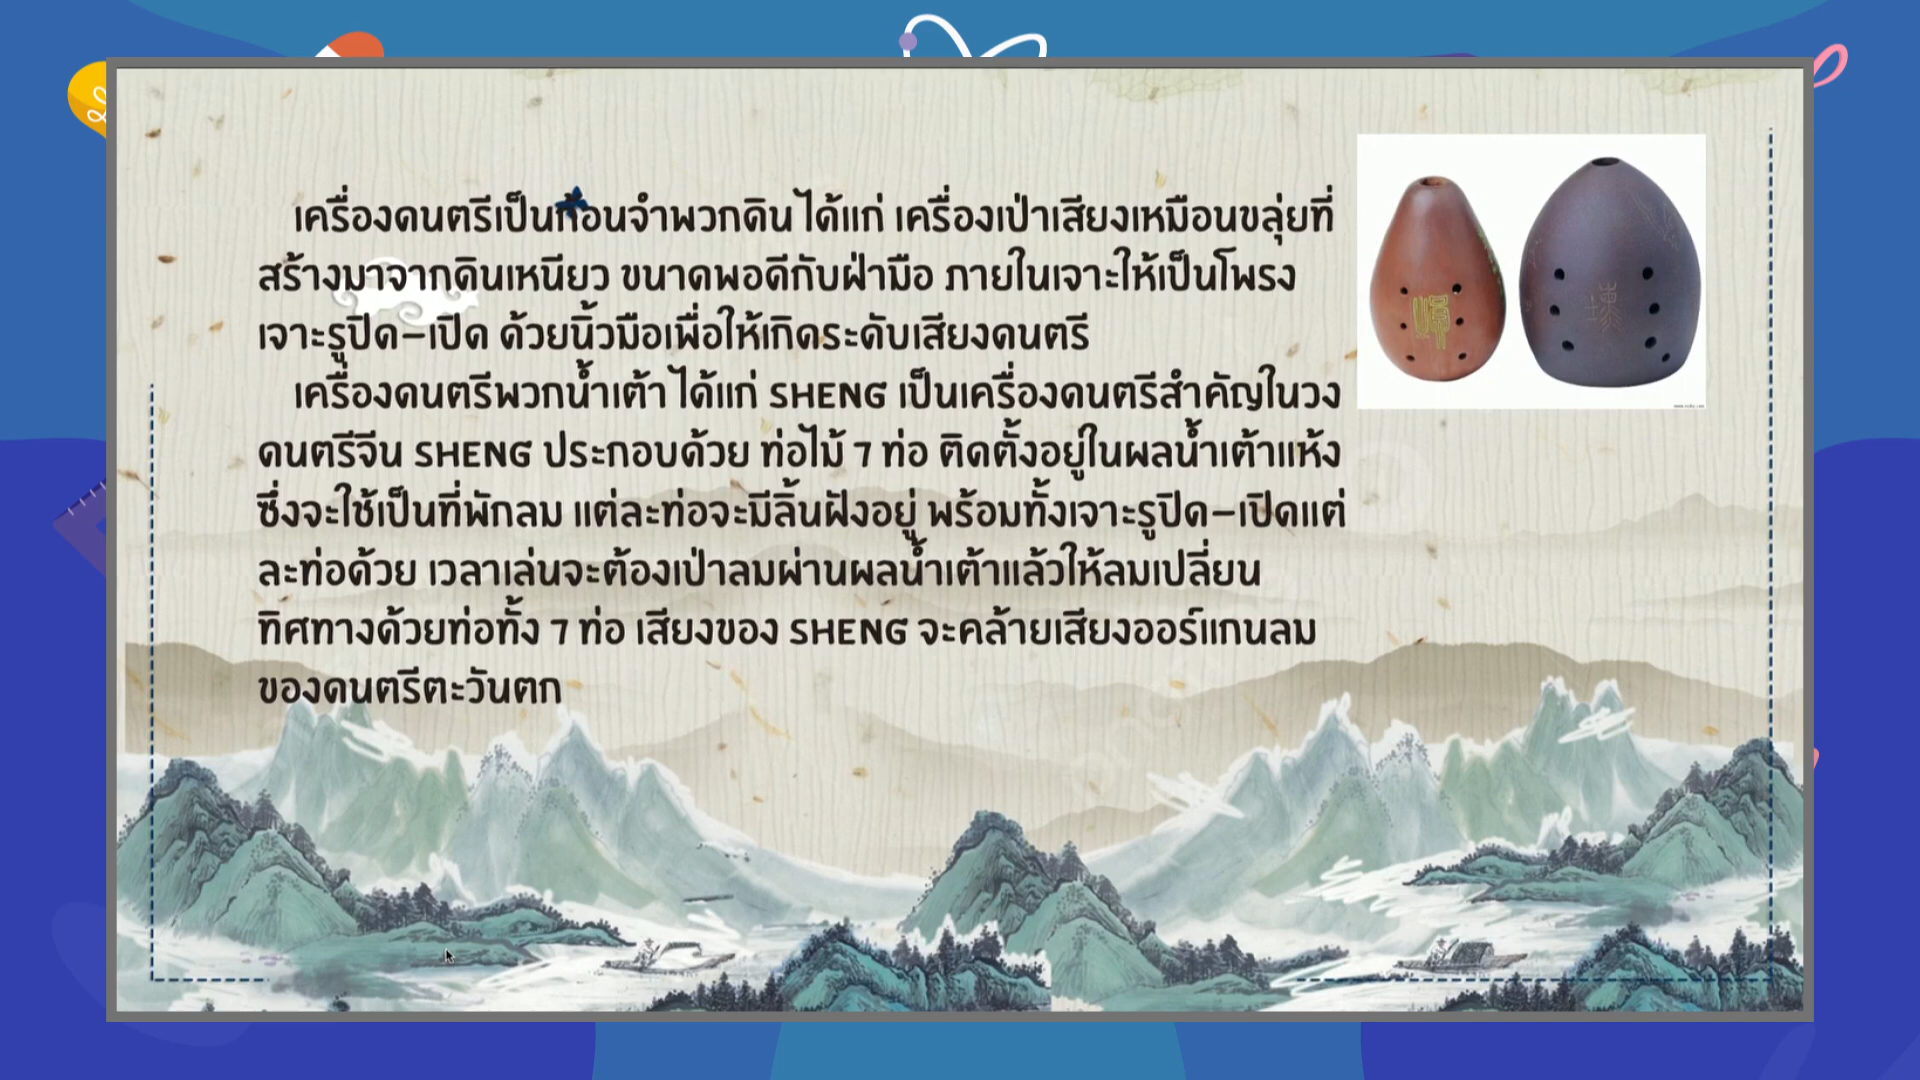 เครื่องดนตรีเป็นก้อนจำพวกดิน ได้แก่ เครื่องเป่าเสียงเหมือนขลุ่ยที่
สร้างมาจากดินเหนียว ขนาดพอดีกับฝ่ามือ ภายในเจาะให้เป็นโพรง
เจาะรูปิด–เปิด ด้วยนิ้วมือเพื่อให้เกิดระดับเสียงดนตรี
เครื่องดนตรีพวกน้ำเต้า ได้แก่ SHENG เป็นเครื่องดนตรีสำคัญในวง
ดนตรีจีน SHENG ประกอบด้วย ท่อไม้ 7 ท่อ ติดตั้งอยู่ในผลน้ำเต้าแห้ง
ซึ่งจะใช้เป็นที่พักลม แต่ละท่อจะมีลิ้นฝังอยู่ พร้อมทั้งเจาะรูปิด–เปิดแต่
ละท่อด้วย เวลาเล่นจะต้องเป่าลมผ่านผลน้ำเต้าแล้วให้ลมเปลี่ยน
ทิศทางด้วยท่อทั้ง 7 ท่อ เสียงของ SHENG จะคล้ายเสียงออร์แกนลม
ของดนตรีตะวันตก